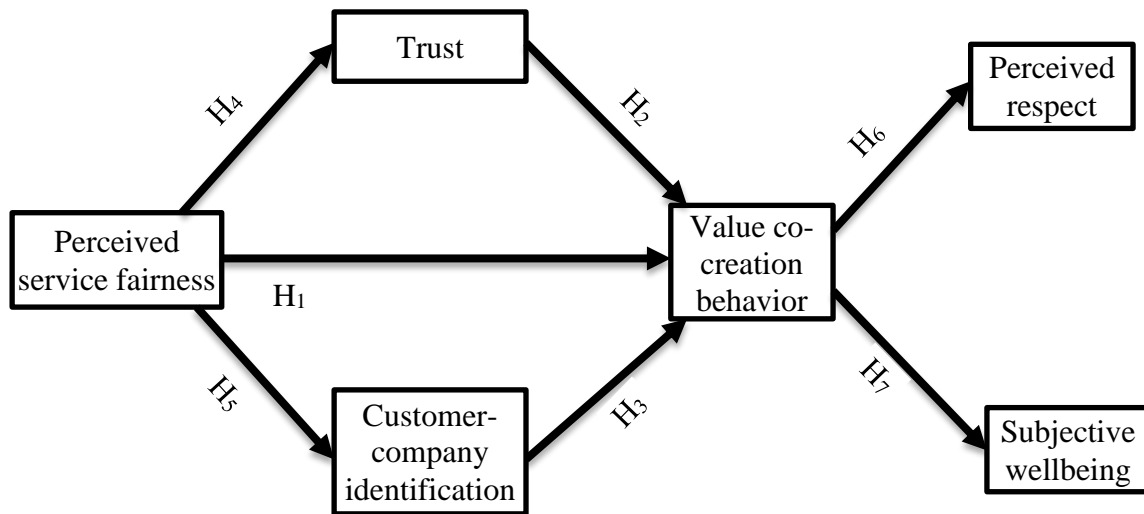 Trust
Perceived
respect
H₄
H₂
H₆
Perceived
service fairness
Value co-
creation
behavior
H₁
H₅
H₃
H₇
Customer-
company
identification
Subjective
wellbeing